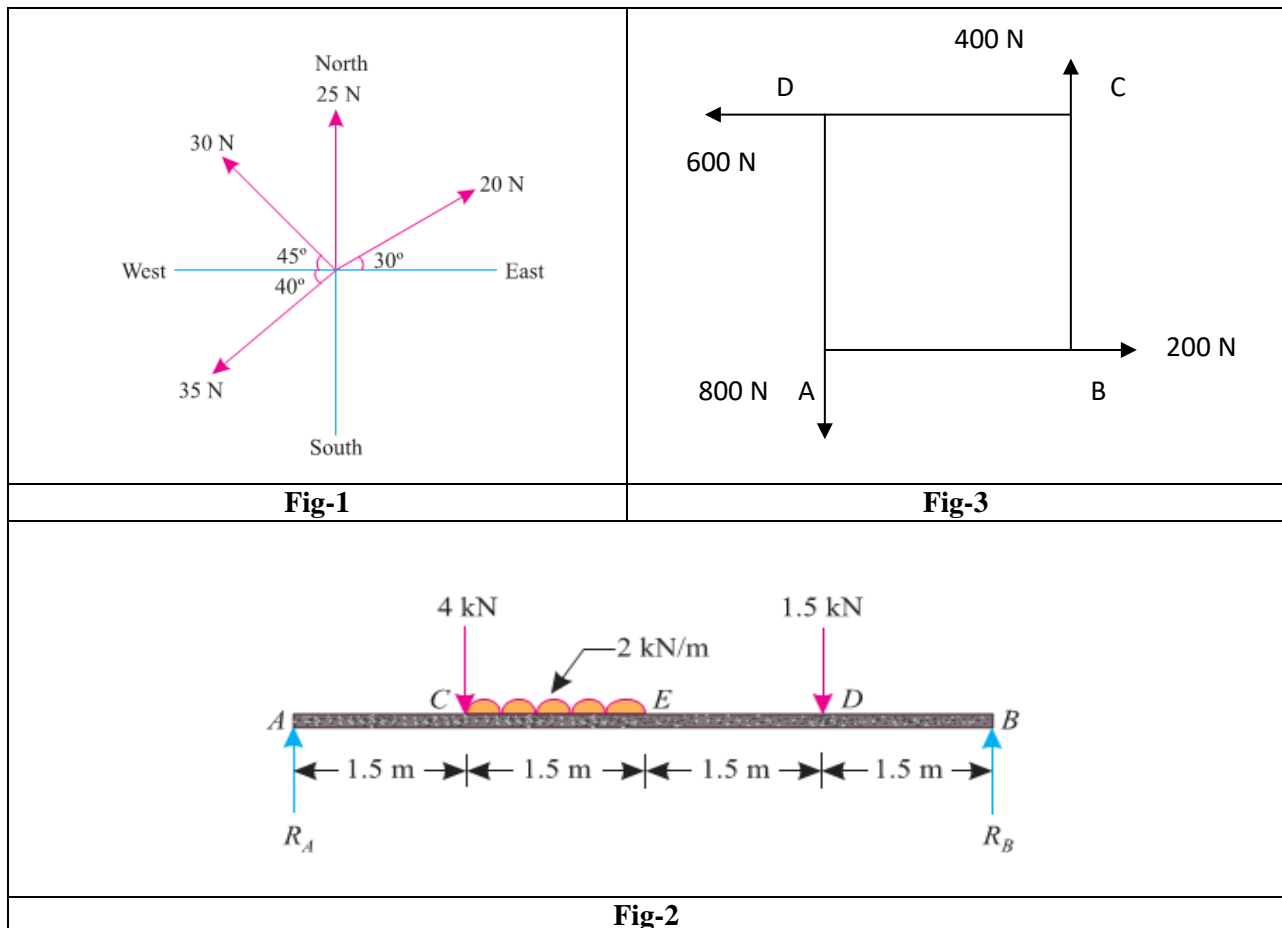 North
25 N
30 N
20 N
45º
30º
West
East
40º
35 N
South
Fig-1
400 N
D
C
600 N
200 N
800 N
A
B
Fig-3
4 kN
1.5 kN
2 kN/m
C
E
D
A
B
1.5 m
1.5 m
1.5 m
1.5 m
R_A
R_B
Fig-2